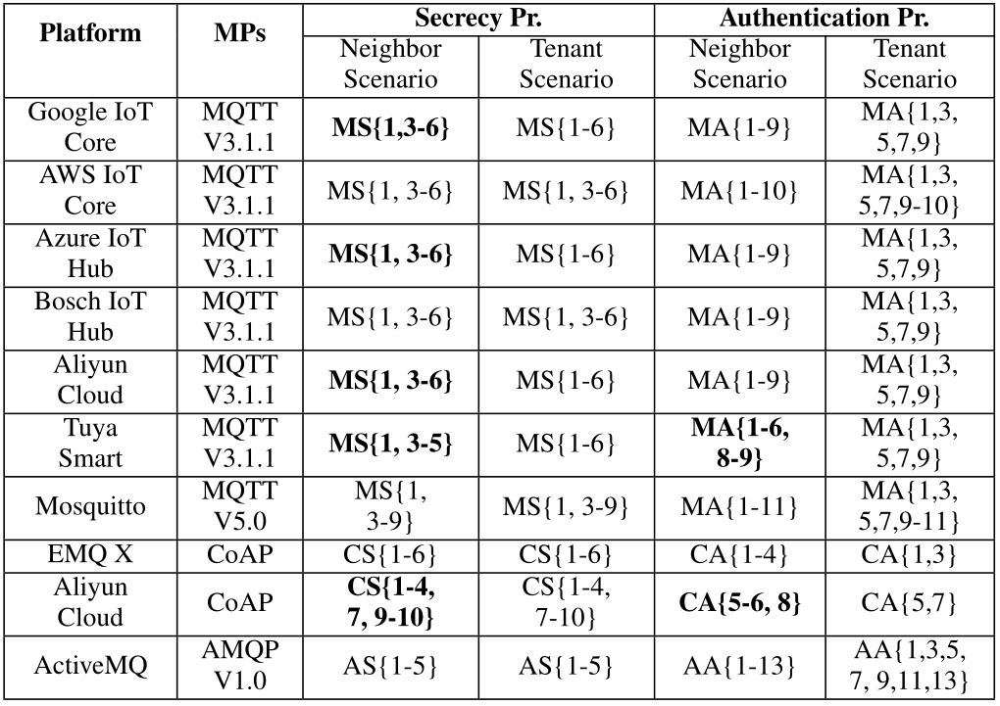 Platform MPs Secrecy Pr. Authentication Pr.
Neighbor Tenant Neighbor Tenant
Scenario Scenario Scenario Scenario
Google IoT MQTT MS{1,3-6} MS{1-6} MA{1-9} MA{1,3,
Core V3.1.1 5,7,9}
AWS IoT MQTT MS{1, 3-6} MS{1, 3-6} MA{1-10} MA{1,3,
Core V3.1.1 5,7,9-10}
Azure IoT MQTT MS{1, 3-6} MS{1-6} MA{1-9} MA{1,3,
Hub V3.1.1 5,7,9}
Bosch IoT MQTT MS{1, 3-6} MS{1, 3-6} MA{1-9} MA{1,3,
Hub V3.1.1 5,7,9}
Aliyun MQTT MS{1, 3-6} MS{1-6} MA{1-9} MA{1,3,
Cloud V3.1.1 5,7,9}
Tuya MQTT MS{1, 3-5} MS{1-6} MA{1-6, MA{1,3,
Smart V3.1.1 8-9} 5,7,9}
Mosquitto MQTT MS{1, MS{1, 3-9} MA{1-11} MA{1,3,
V5.0 3-9} 5,7,9-11}
EMQ X CoAP CS{1-6} CS{1-6} CA{1-4} CA{1,3}
Aliyun CoAP CS{1-4, CS{1-4, CA{5-6, 8} CA{5,7}
Cloud 7, 9-10} 7-10}
ActiveMQ AMQP AS{1-5} AS{1-5} AA{1-13} AA{1,3,5,
V1.0 7, 9,11,13}